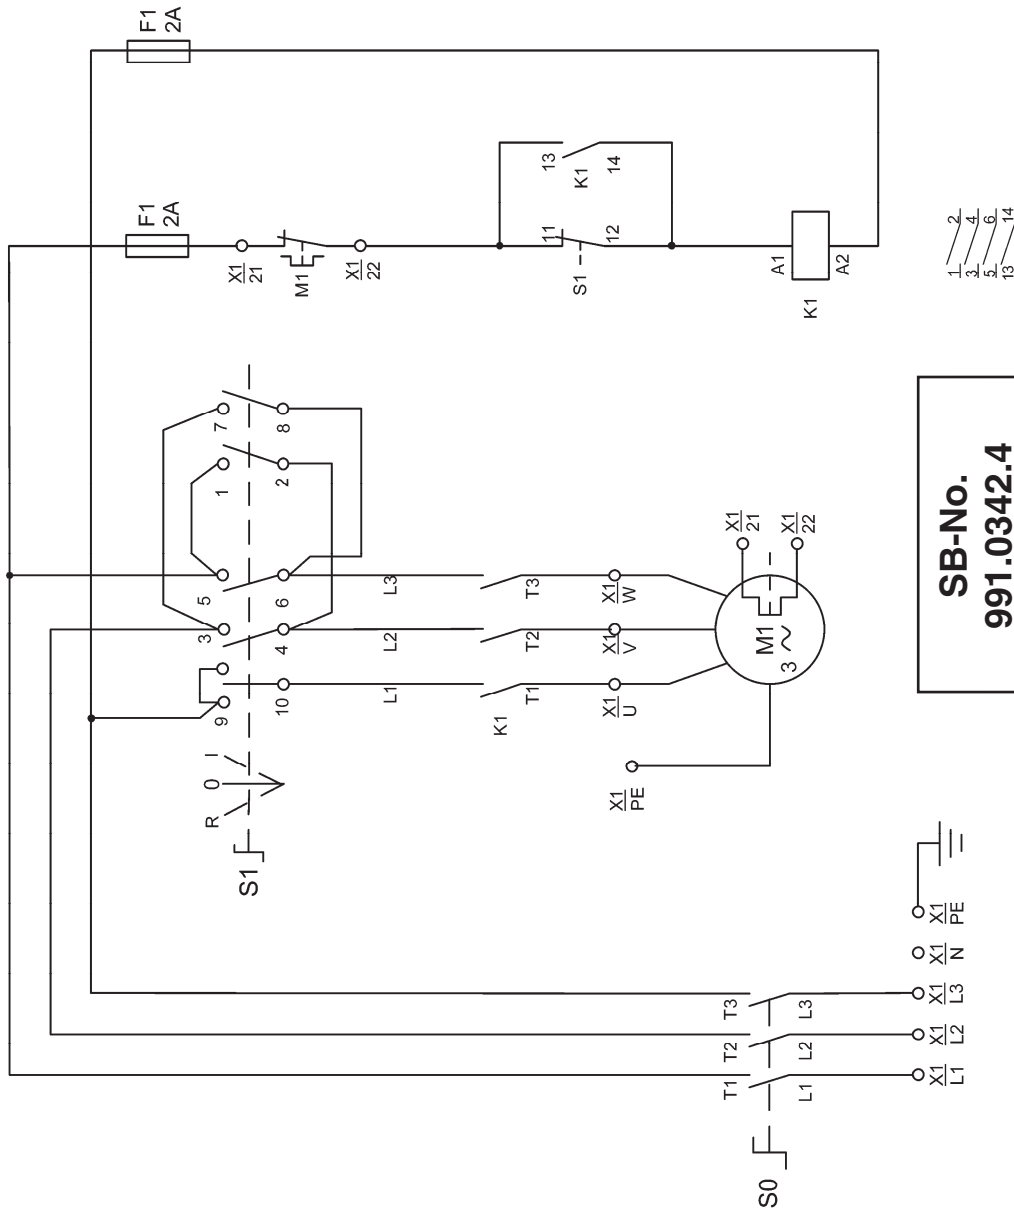 F1
2A
F1
2A
X1
21
M1
X1
22
13
K1
14
11
12
S1
A1
A2
K1
1 2
3 4
5 6
13 14
7
8
1
2
5
6
3
4
9
10
R 0 I
S1
L3
L2
L1
T3
T2
T1
K1
X1
W
X1
V
X1
U
X1
PE
M1
3 ~
X1
21
X1
22
SB-No.
991.0342.4
T3
T2
T1
L3
L2
L1
S0
X1
PE
X1
N
X1
L3
X1
L2
X1
L1